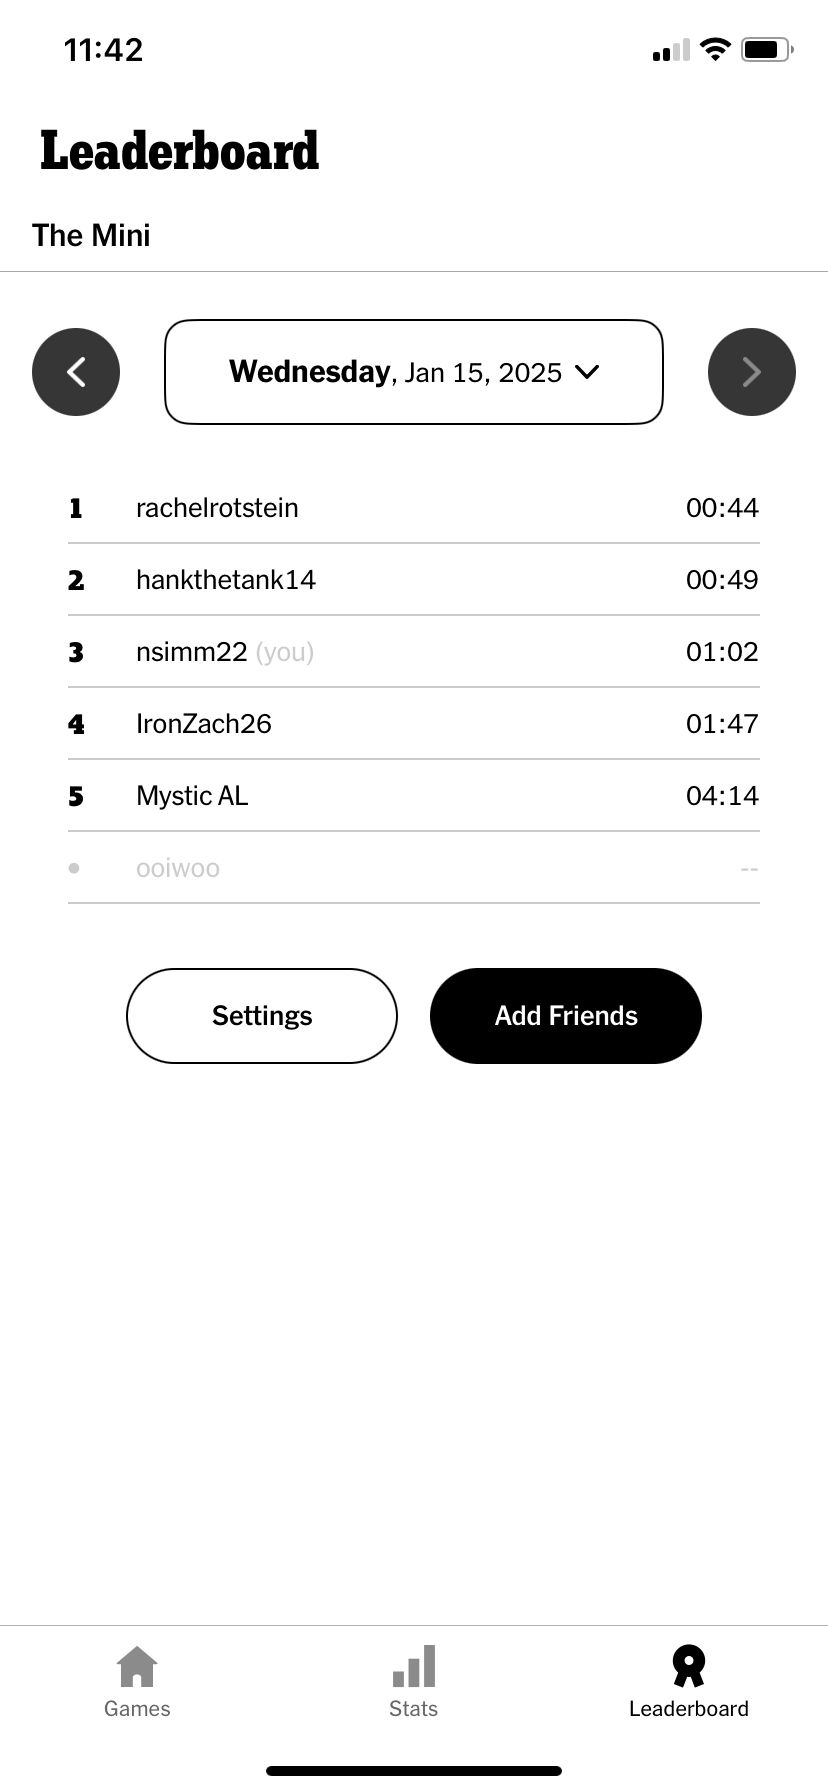 11:42
Leaderboard
The Mini
Wednesday, Jan 15, 2025
1 rachelrotstein 00:44
2 hankthetank14 00:49
3 nsimm22 (you) 01:02
4 IronZach26 01:47
5 Mystic AL 04:14
• ooiwoo --
Settings Add Friends
Games Stats Leaderboard